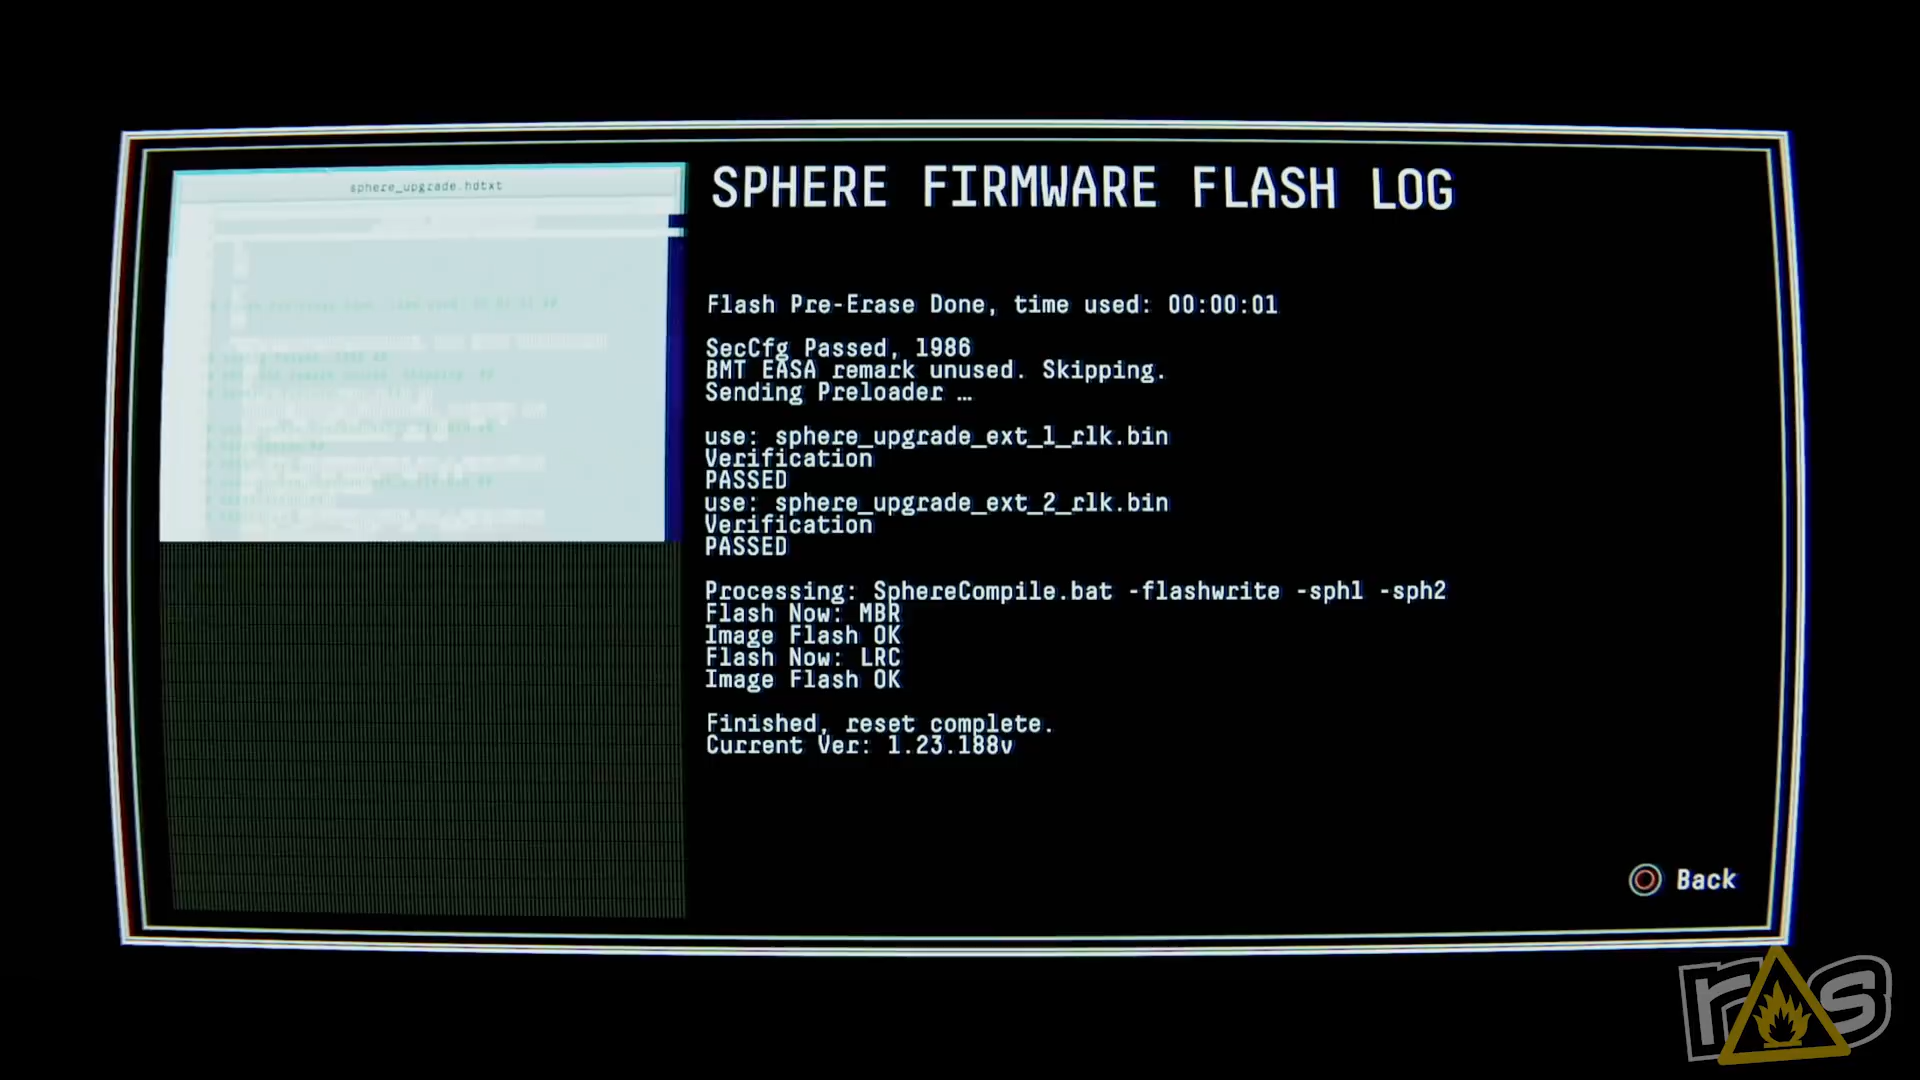 sphere_upgrade.hdtxt
SPHERE FIRMWARE FLASH LOG
Flash Pre-Erase Done, time used: 00:00:01
SecCfg Passed, 1986
BMT EASA remark unused. Skipping.
Sending Preloader …
use: sphere_upgrade_ext_1_rlk.bin
Verification
PASSED
use: sphere_upgrade_ext_2_rlk.bin
Verification
PASSED
Processing: SphereCompile.bat -flashwrite -sph1 -sph2
Flash Now: MBR
Image Flash OK
Flash Now: LRC
Image Flash OK
Finished, reset complete.
Current Ver: 1.23.188v
Back